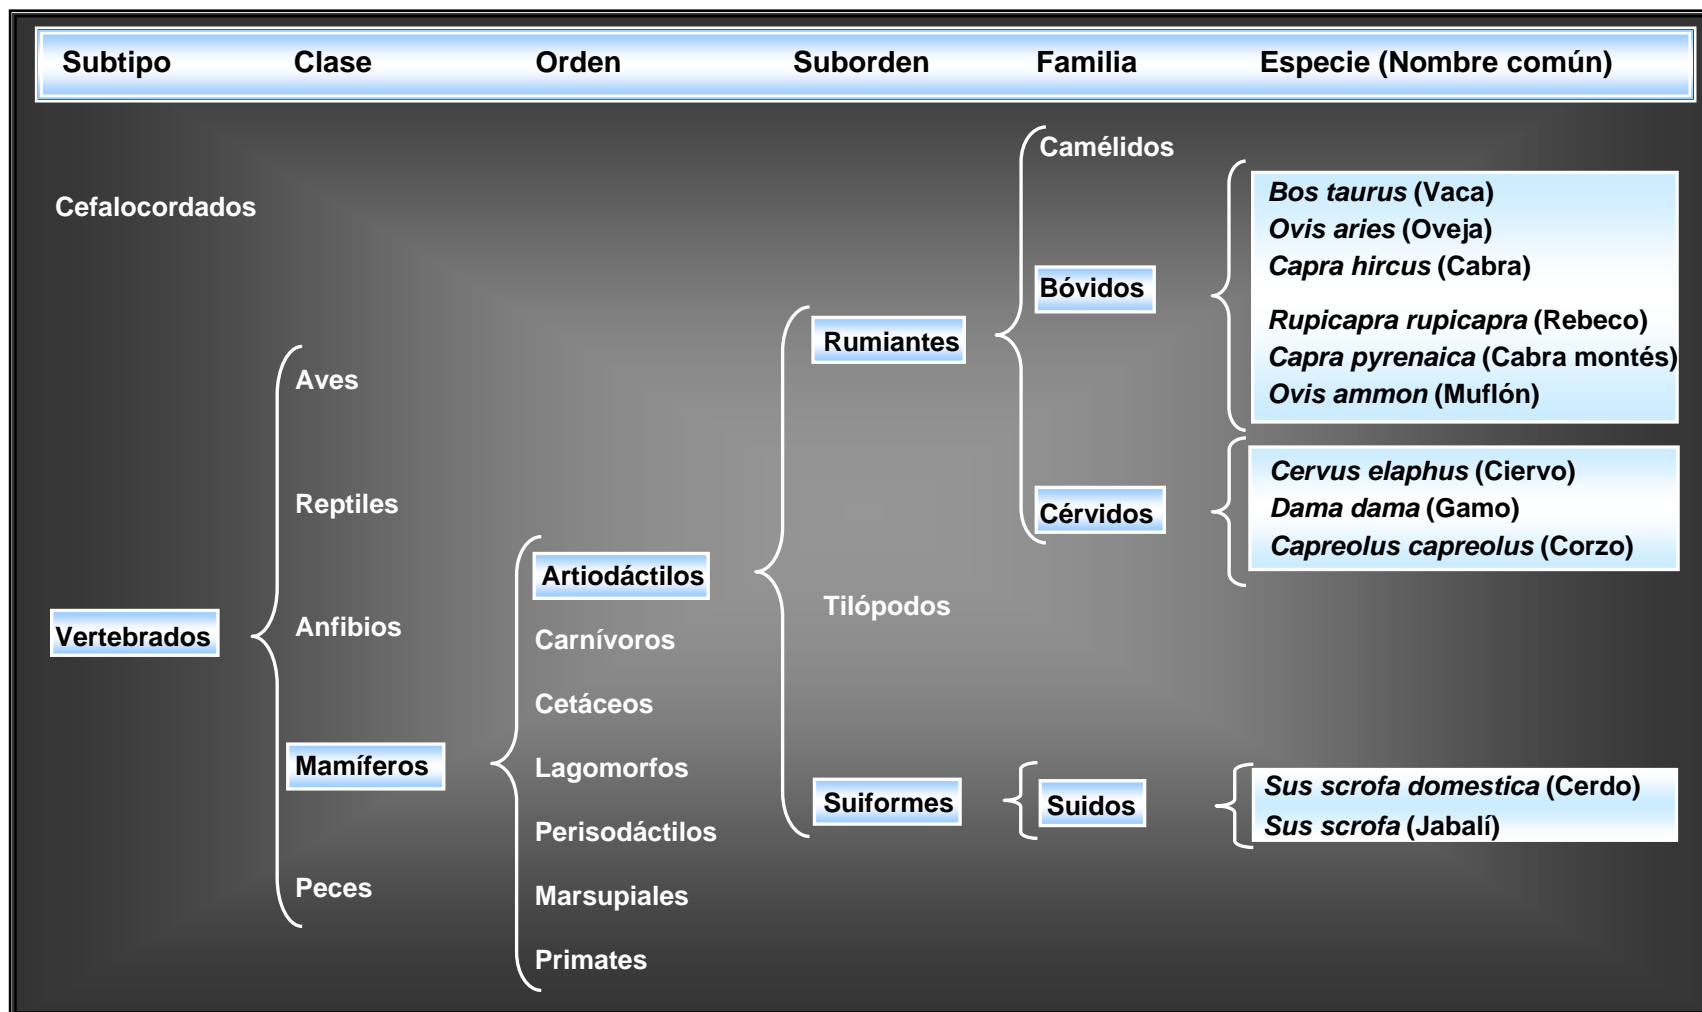 Subtipo Clase Orden Suborden Familia Especie (Nombre común)
Cefalocordados
Vertebrados
Aves
Reptiles
Anfibios
Mamíferos
Peces
Artiodáctilos
Carnívoros
Cetáceos
Lagomorfos
Perisodáctilos
Marsupiales
Primates
Rumiantes
Tilópodos
Suiformes
Camélidos
Bóvidos
Cérvidos
Suidos
Bos taurus (Vaca)
Ovis aries (Oveja)
Capra hircus (Cabra)
Rupicapra rupicapra (Rebeco)
Capra pyrenaica (Cabra montés)
Ovis ammon (Muflón)
Cervus elaphus (Ciervo)
Dama dama (Gamo)
Capreolus capreolus (Corzo)
Sus scrofa domestica (Cerdo)
Sus scrofa (Jabalí)